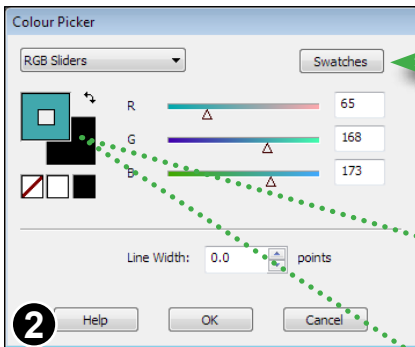 Colour Picker
RGB Sliders Swatches
R 65
G 168
B 173
Line Width: 0.0 points
2 Help OK Cancel